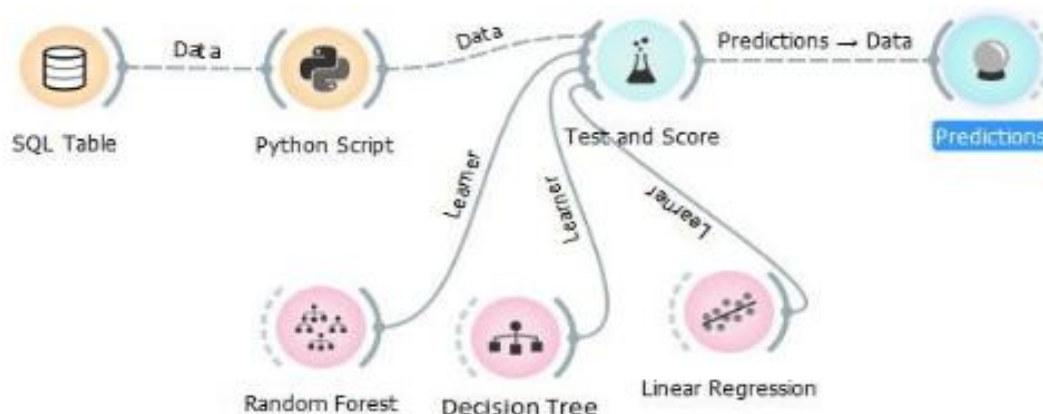 Data
Data
Predictions → Data
SQL Table
Python Script
Test and Score
Predictions
Learner
Learner
Learner
Random Forest
Decision Tree
Linear Regression